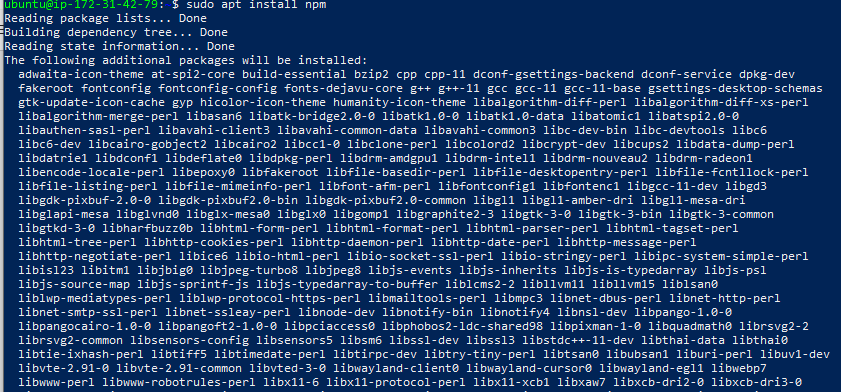 ubuntu@ip-172-31-42-79: $ sudo apt install npm
Reading package lists... Done
Building dependency tree... Done
Reading state information... Done
The following additional packages will be installed:
adwaita-icon-theme at-spi2-core build-essential bzip2 cpp cpp-11 dconf-gsettings-backend dconf-service dpkg-dev
fakeroot fontconfig fontconfig-config fonts-dejavu-core g++ g++-11 gcc gcc-11 gcc-11-base gsettings-desktop-schemas
gtk-update-icon-cache gyp hicolor-icon-theme humanity-icon-theme libalgorithm-diff-perl libalgorithm-diff-xs-perl
libalgorithm-merge-perl libasan6 libatk-bridge2.0-0 libatk1.0-0 libatk1.0-data libatomic1 libatspi2.0-0
libauthen-sasl-perl libavahi-client3 libavahi-common-data libavahi-common3 libc-dev-bin libc-devtools libc6
libc6-dev libcairo-gobject2 libcairo2 libcc1-0 libclone-perl libcolord2 libcrypt-dev libcups2 libdata-dump-perl
libdatrie1 libdconf1 libdeflate0 libdpkg-perl libdrm-amdgpu1 libdrm-intel1 libdrm-nouveau2 libdrm-radeon1
libencode-locale-perl libepoxy0 libfakeroot libfile-basedir-perl libfile-desktopentry-perl libfile-fcntllock-perl
libfile-listing-perl libfile-mimeinfo-perl libfont-afm-perl libfontconfig1 libfontenc1 libgcc-11-dev libgd3
libgdk-pixbuf-2.0-0 libgdk-pixbuf2.0-bin libgdk-pixbuf2.0-common libgl1 libgl1-amber-dri libgl1-mesa-dri
libglapi-mesa libglvnd0 libglx-mesa0 libglx0 libgomp1 libgraphite2-3 libgtk-3-0 libgtk-3-bin libgtk-3-common
libgtkd-3-0 libharfbuzz0b libhtml-form-perl libhtml-format-perl libhtml-parser-perl libhtml-tagset-perl
libhtml-tree-perl libhttp-cookies-perl libhttp-daemon-perl libhttp-date-perl libhttp-message-perl
libhttp-negotiate-perl libice6 libio-html-perl libio-socket-ssl-perl libio-stringy-perl libipc-system-simple-perl
libisl23 libitm1 libjbig0 libjpeg-turbo8 libjpeg8 libjs-events libjs-inherits libjs-is-typedarray libjs-psl
libjs-source-map libjs-sprintf-js libjs-typedarray-to-buffer liblcms2-2 libllvm11 libllvm15 liblsan0
liblwp-mediatypes-perl liblwp-protocol-https-perl libmailtools-perl libmpc3 libnet-dbus-perl libnet-http-perl
libnet-smtp-ssl-perl libnet-ssleay-perl libnode-dev libnotify-bin libnotify4 libnsl-dev libpango-1.0-0
libpangocairo-1.0-0 libpangoft2-1.0-0 libpciaccess0 libphobos2-ldc-shared98 libpixman-1-0 libquadmath0 librsvg2-2
librsvg2-common libsensors-config libsensors5 libsm6 libssl-dev libssl3 libstdc++-11-dev libthai-data libthai0
libtie-ixhash-perl libtiff5 libtimedate-perl libtirpc-dev libtry-tiny-perl libtsan0 libubsan1 liburi-perl libuv1-dev
libvte-2.91-0 libvte-2.91-common libvted-3-0 libwayland-client0 libwayland-cursor0 libwayland-egl1 libwebp7
libwww-perl libwww-robotrules-perl libx11-6 libx11-protocol-perl libx11-xcb1 libxaw7 libxcb-dri2-0 libxcb-dri3-0